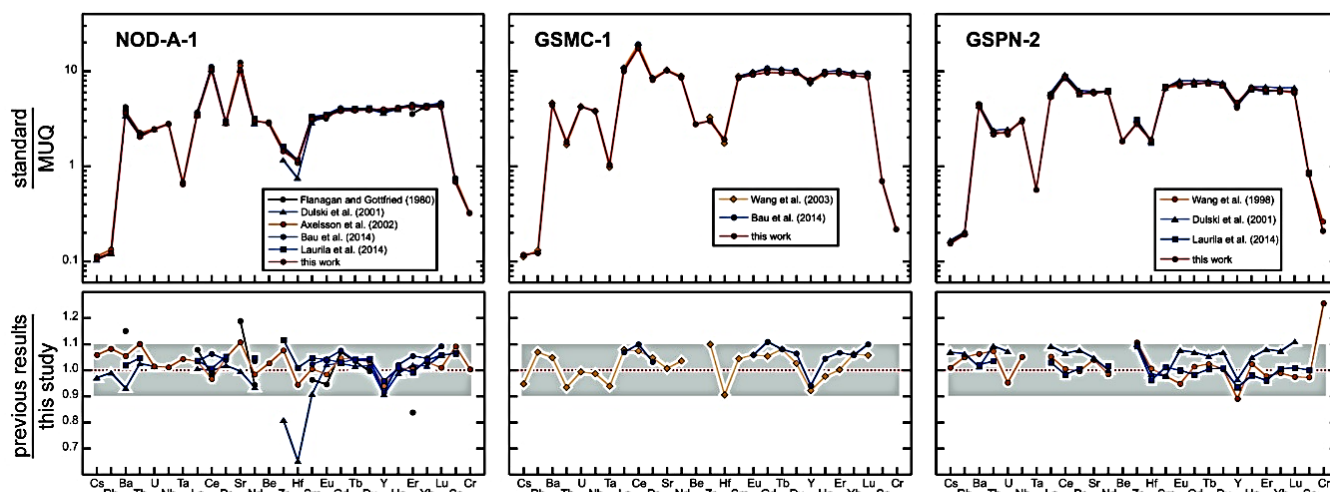 NOD-A-1
GSMC-1
GSPN-2
standard
MUQ
10
1
0.1
Flanagan and Gottfried (1980)
Dulski et al. (2001)
Axelsson et al. (2002)
Bau et al. (2014)
Laurila et al. (2014)
this work
Wang et al. (2003)
Bau et al. (2014)
this work
Wang et al. (1998)
Dulski et al. (2001)
Laurila et al. (2014)
this work
previous results
this study
1.2
1.1
1.0
0.9
0.8
0.7
Cs Ba U Ta Ce Sr Be Hf Eu Tb Y Er Lu Cr
Cs Ba U Ta Ce Sr Be Hf Eu Tb Y Er Lu Cr
Cs Ba U Ta Ce Sr Be Hf Eu Tb Y Er Lu Cr